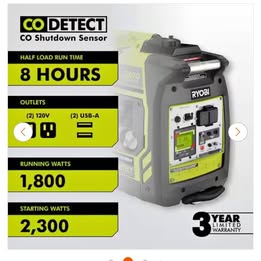 CO DETECT
CO Shutdown Sensor
HALF LOAD RUN TIME
8 HOURS
OUTLETS
(2) 120V (2) USB-A
RYOBI
RUNNING WATTS
1,800
STARTING WATTS
2,300
3 YEAR
LIMITED
WARRANTY